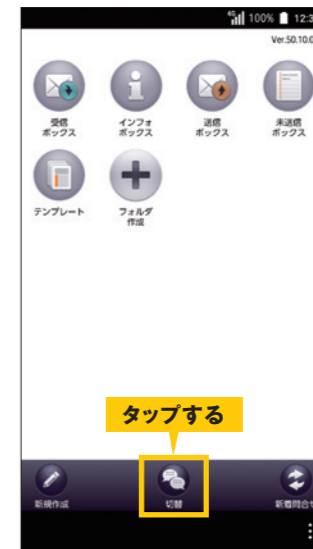 4G 100% 12:3
Ver.50.10.0
受信
ボックス
インフォ
ボックス
送信
ボックス
未送信
ボックス
テンプレート
フォルダ
作成
タップする
新規作成
切替
新着問合せ